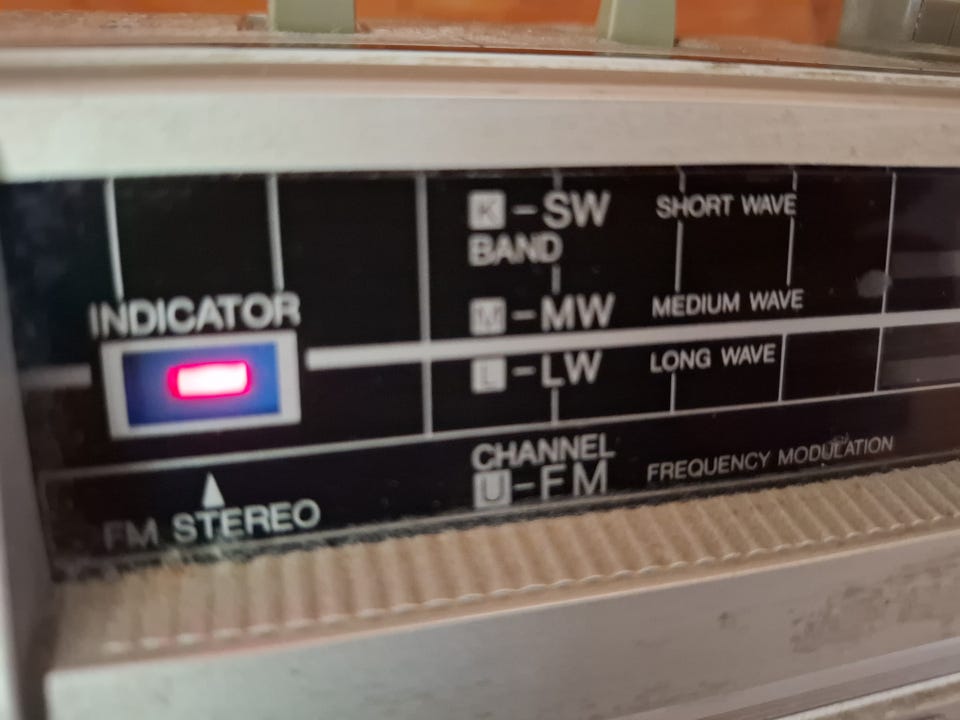 K-SW SHORT WAVE
BAND
INDICATOR
M-MW MEDIUM WAVE
L-LW LONG WAVE
CHANNEL
U-FM FREQUENCY MODULATION
FM STEREO